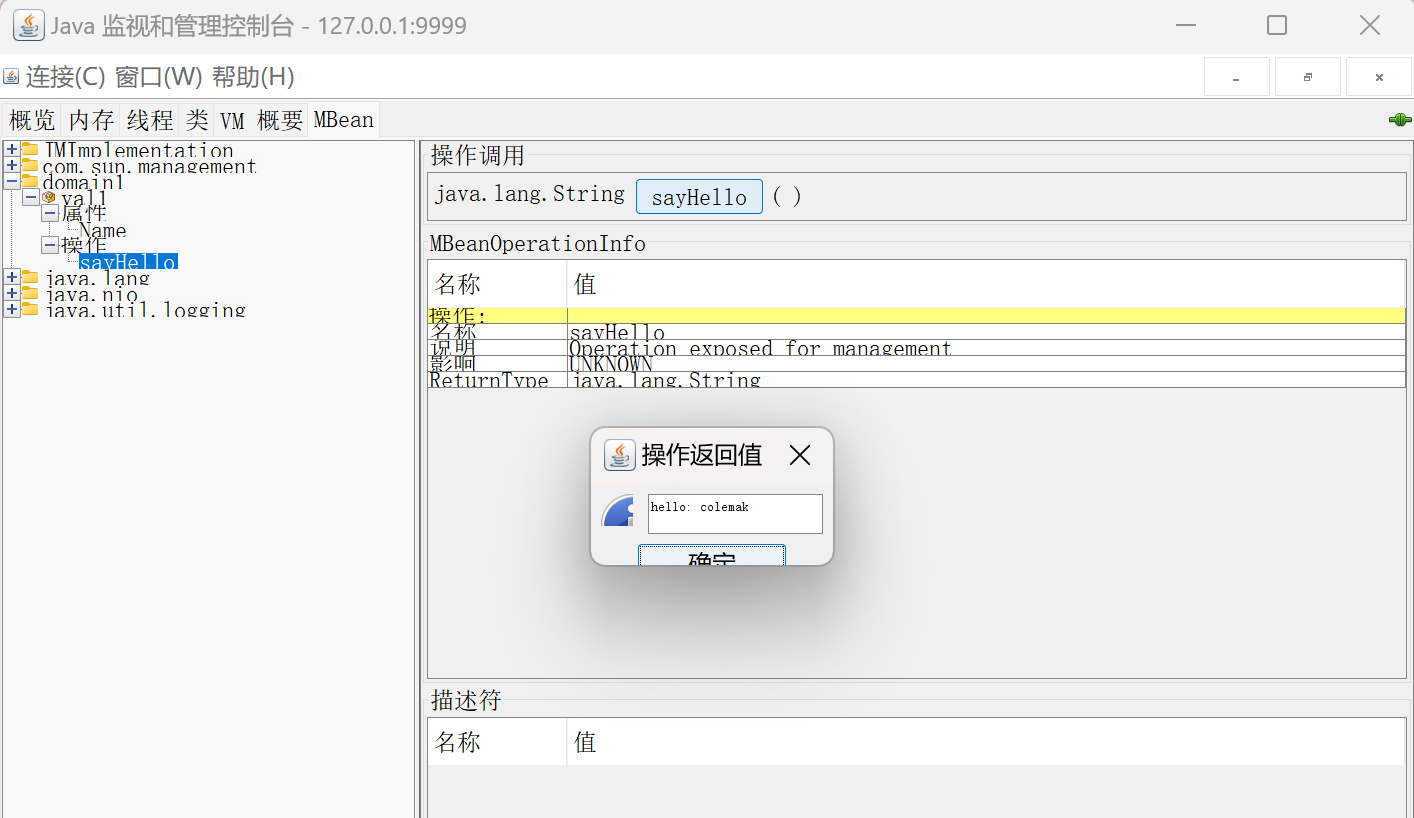 Java 监视和管理控制台 - 127.0.0.1:9999
连接(C) 窗口(W) 帮助(H)
概览 内存 线程 类 VM 概要 MBean
JMImplementation
com.sun.management
domain1
val1
属性
Name
操作
sayHello
java.lang
java.nio
java.util.logging
操作调用
java.lang.String sayHello ( )
MBeanOperationInfo
名称 值
操作:
名称 sayHello
说明 Operation exposed for management
影响 UNKNOWN
ReturnType java.lang.String
操作返回值
hello: colemak
确定
描述符
名称 值